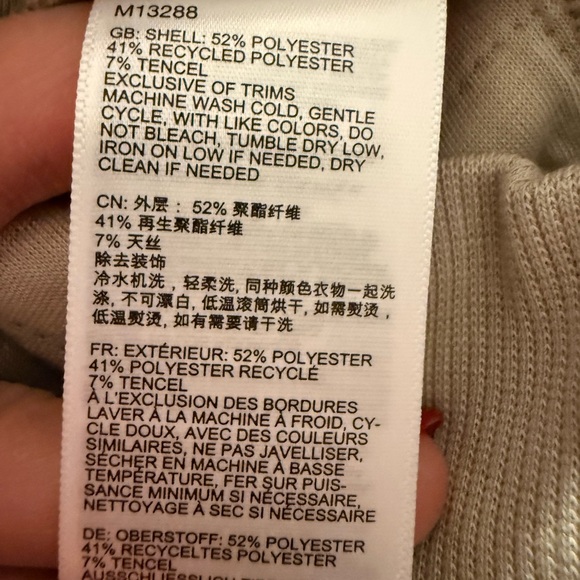 M13288
GB: SHELL: 52% POLYESTER
41% RECYCLED POLYESTER
7% TENCEL
EXCLUSIVE OF TRIMS
MACHINE WASH COLD, GENTLE
CYCLE, WITH LIKE COLORS, DO
NOT BLEACH, TUMBLE DRY LOW,
IRON ON LOW IF NEEDED, DRY
CLEAN IF NEEDED
CN: 外层： 52% 聚酯纤维
41% 再生聚酯纤维
7% 天丝
除去装饰
冷水机洗，轻柔洗, 同种颜色衣物一起洗
涤, 不可漂白, 低温滚筒烘干, 如需熨烫，
低温熨烫, 如有需要请干洗
FR: EXTÉRIEUR: 52% POLYESTER
41% POLYESTER RECYCLÉ
7% TENCEL
À L'EXCLUSION DES BORDURES
LAVER À LA MACHINE À FROID, CY-
CLE DOUX, AVEC DES COULEURS
SIMILAIRES, NE PAS JAVELLISER,
SÉCHER EN MACHINE À BASSE
TEMPÉRATURE, FER SUR PUIS-
SANCE MINIMUM SI NÉCESSAIRE,
NETTOYAGE À SEC SI NÉCESSAIRE
DE: OBERSTOFF: 52% POLYESTER
41% RECYCELTES POLYESTER
7% TENCEL
AUSSCHLIESSLICH